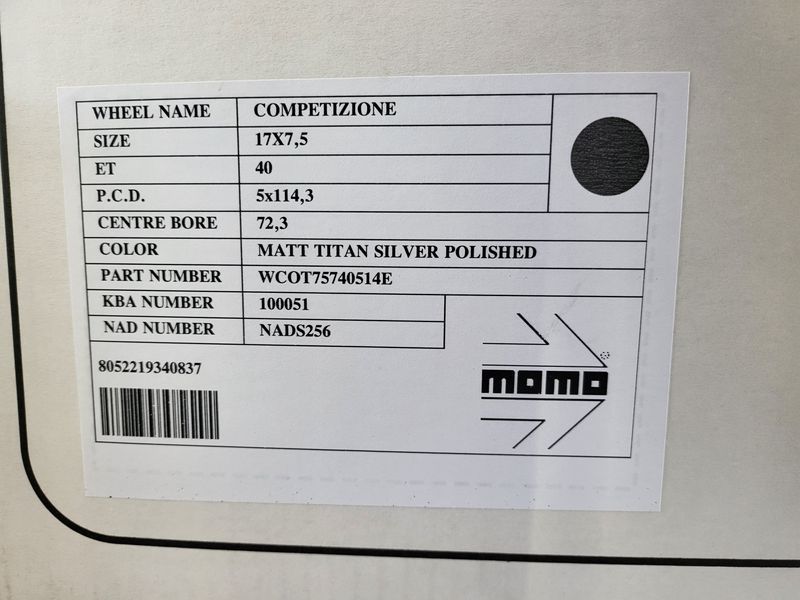 WHEEL NAME COMPETIZIONE
SIZE 17X7,5
ET 40
P.C.D. 5x114,3
CENTRE BORE 72,3
COLOR MATT TITAN SILVER POLISHED
PART NUMBER WCOT75740514E
KBA NUMBER 100051
NAD NUMBER NADS256
8052219340837
momo